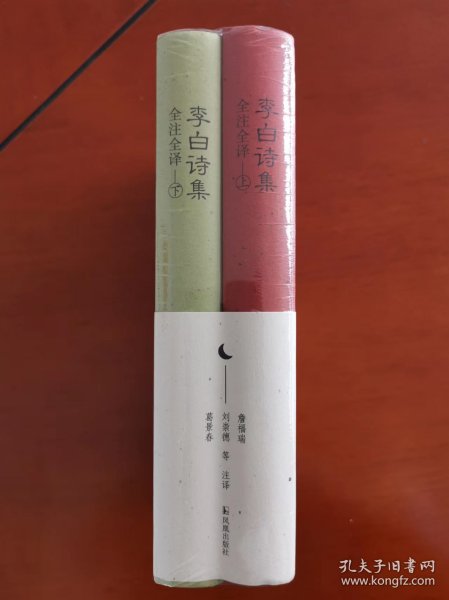 李白诗集
全注全译——上
李白诗集
全注全译——下
詹福瑞
刘崇德 等 注译
葛景春
凤凰出版社
孔夫子旧书网
www.kongfz.com